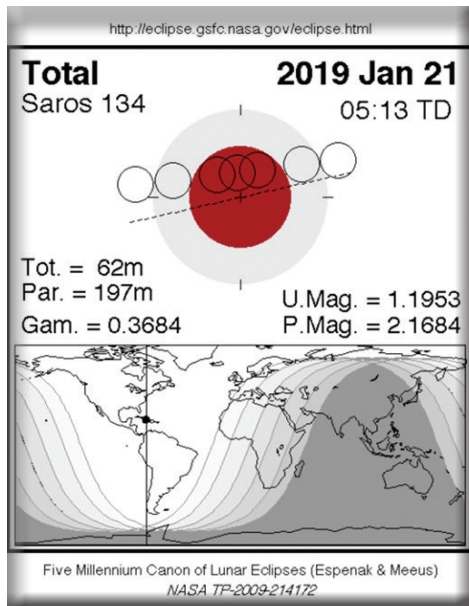 http://eclipse.gsfc.nasa.gov/eclipse.html
Total 2019 Jan 21
Saros 134 05:13 TD
Tot. = 62m
Par. = 197m U.Mag. = 1.1953
Gam. = 0.3684 P.Mag. = 2.1684
Five Millennium Canon of Lunar Eclipses (Espenak & Meeus)
NASA TP-2009-214172